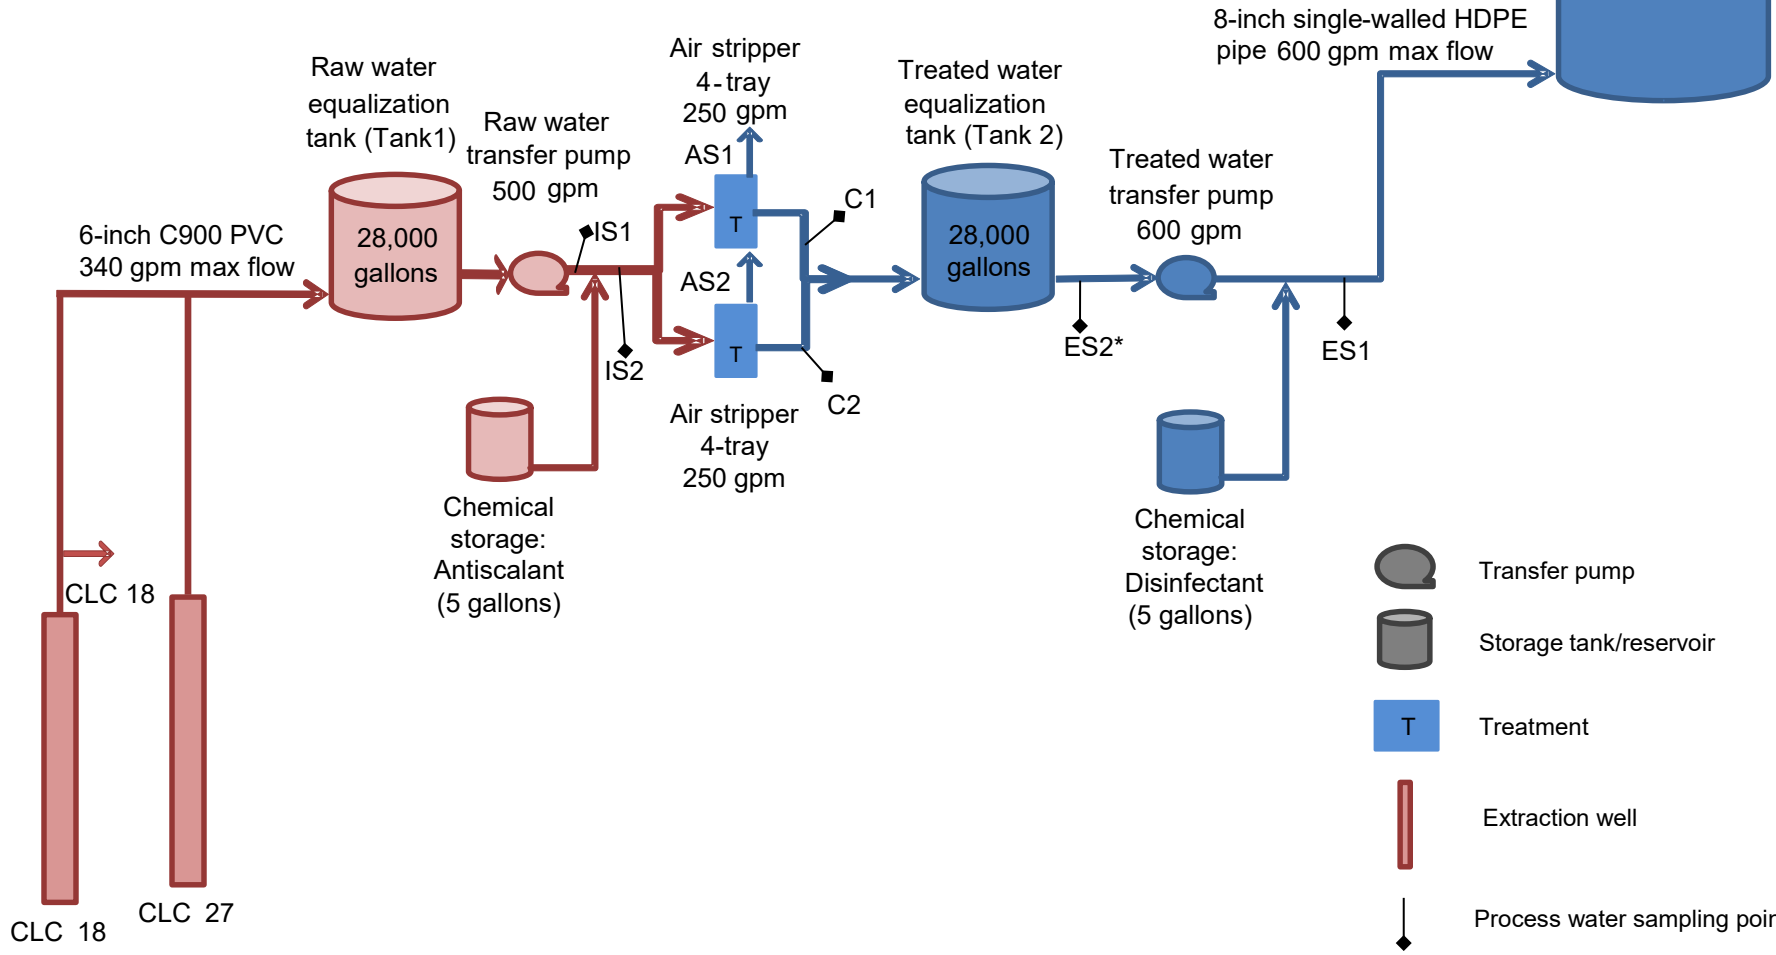 8-inch single-walled HDPE
pipe 600 gpm max flow
Raw water
equalization
tank (Tank1)
Raw water
transfer pump
500 gpm
Air stripper
4-tray
250 gpm
AS1
Treated water
equalization
tank (Tank 2)
Treated water
transfer pump
600 gpm
6-inch C900 PVC
340 gpm max flow
28,000
gallons
IS1
T
C1
28,000
gallons
AS2
IS2
T
C2
ES2*
ES1
Air stripper
4-tray
250 gpm
Chemical
storage:
Antiscalant
(5 gallons)
Chemical
storage:
Disinfectant
(5 gallons)
CLC 18
CLC 18
CLC 27
Transfer pump
Storage tank/reservoir
T
Treatment
Extraction well
Process water sampling